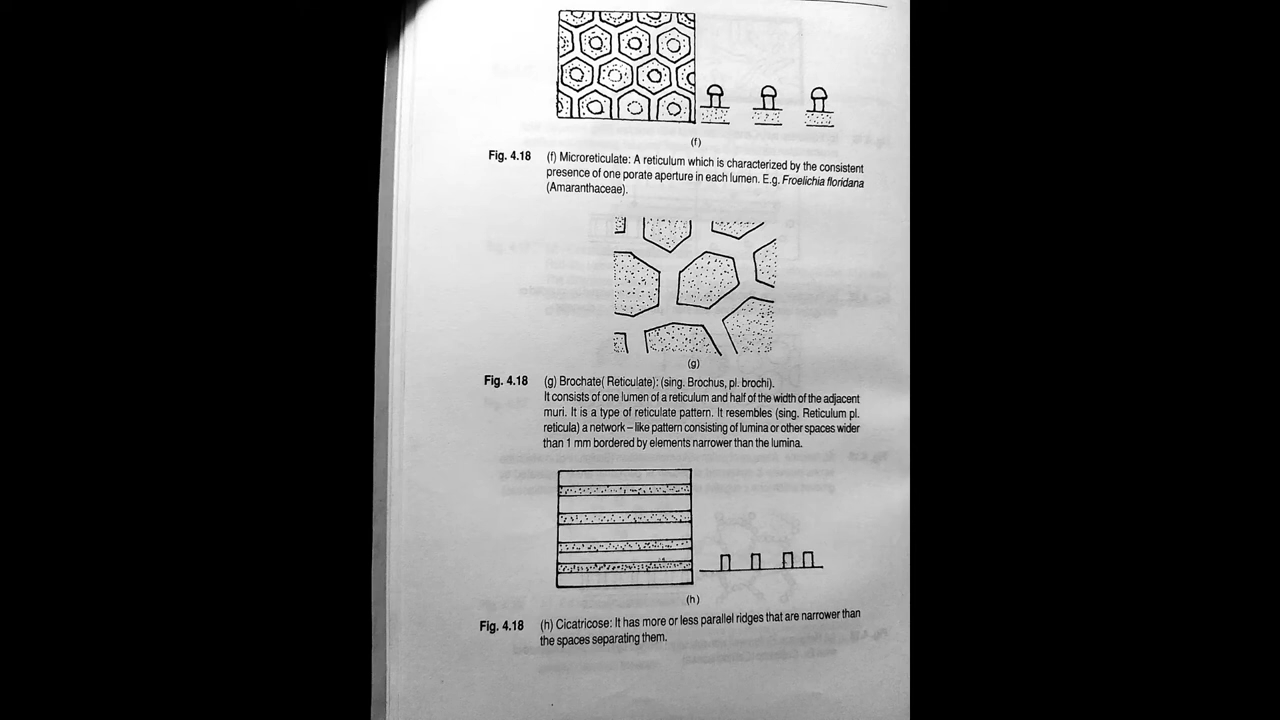 (f)
Fig. 4.18 (f) Microreticulate: A reticulum which is characterized by the consistent
presence of one porate aperture in each lumen. E.g. Froelichia floridana
(Amaranthaceae).
(g)
Fig. 4.18 (g) Brochate( Reticulate): (sing. Brochus, pl. brochi).
It consists of one lumen of a reticulum and half of the width of the adjacent
muri. It is a type of reticulate pattern. It resembles (sing. Reticulum pl.
reticula) a network – like pattern consisting of lumina or other spaces wider
than 1 mm bordered by elements narrower than the lumina.
(h)
Fig. 4.18 (h) Cicatricose: It has more or less parallel ridges that are narrower than
the spaces separating them.